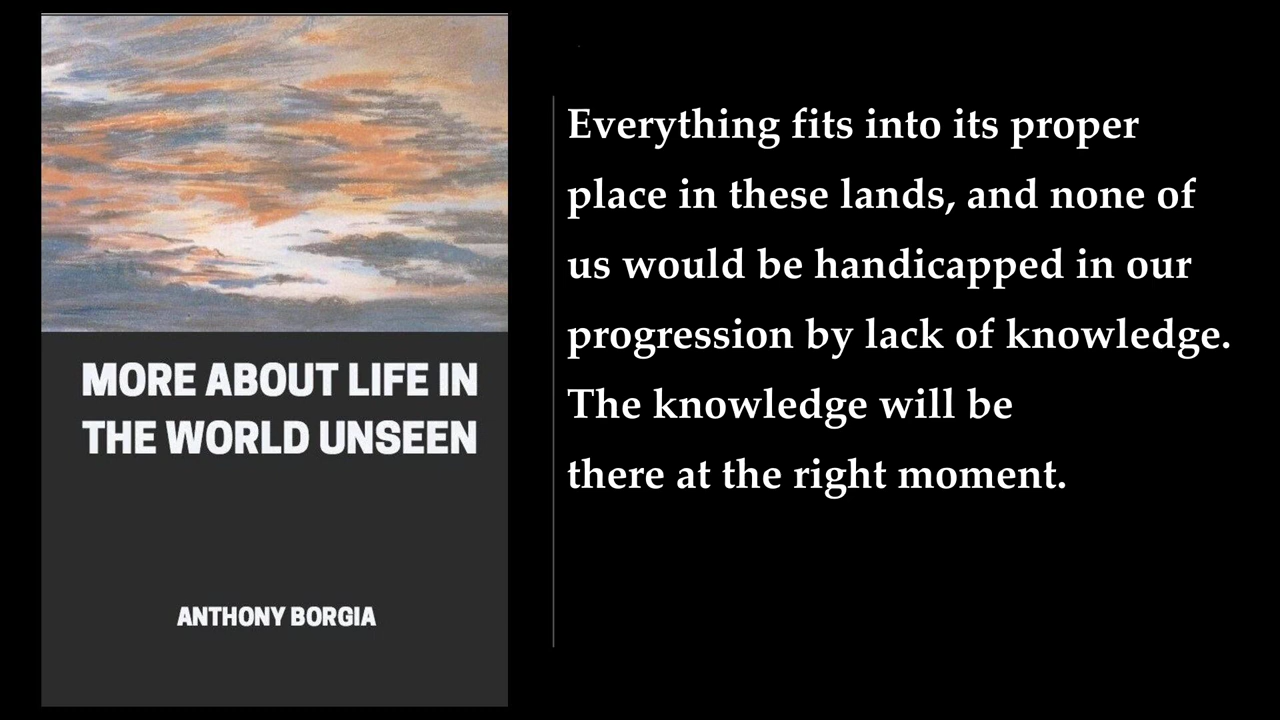 MORE ABOUT LIFE IN
THE WORLD UNSEEN
ANTHONY BORGIA
Everything fits into its proper
place in these lands, and none of
us would be handicapped in our
progression by lack of knowledge.
The knowledge will be
there at the right moment.